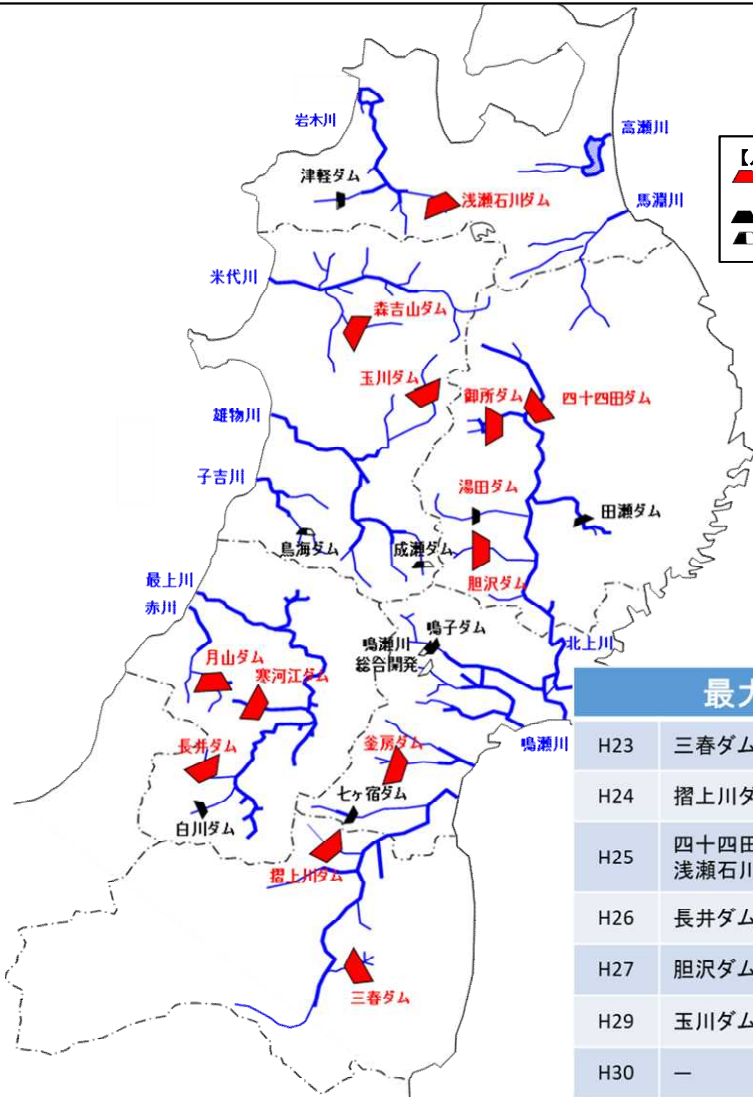 岩木川
高瀬川
津軽ダム
浅瀬石川ダム
馬淵川
米代川
森吉山ダム
玉川ダム
御所ダム
四十四田ダム
雄物川
子吉川
湯田ダム
田瀬ダム
鳥海ダム
成瀬ダム
胆沢ダム
最上川
赤川
鳴子ダム
北上川
鳴瀬川
総合開発
月山ダム
寒河江ダム
鳴瀬川
長井ダム
釜房ダム
七ヶ宿ダム
白川ダム
摺上川ダム
三春ダム
最大
H23 三春ダム
H24 摺上川ダ
H25 四十四田
浅瀬石川
H26 長井ダム
H27 胆沢ダム
H29 玉川ダム
H30 ―